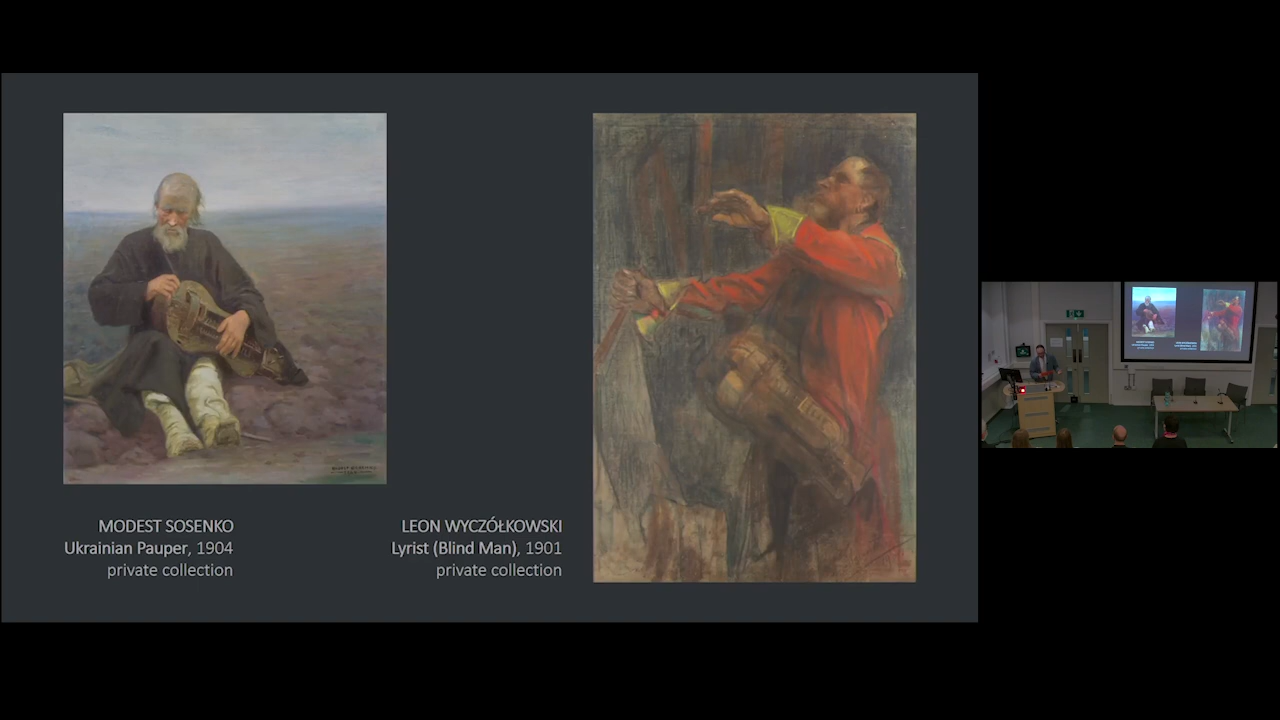 MODEST SOSENKO
Ukrainian Pauper, 1904
private collection
LEON WYCZÓŁKOWSKI
Lyrist (Blind Man), 1901
private collection